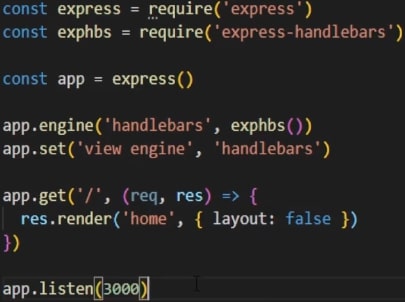 const express = require('express')
const exphbs = require('express-handlebars')
const app = express()
app.engine('handlebars', exphbs())
app.set('view engine', 'handlebars')
app.get('/', (req, res) => {
  res.render('home', { layout: false })
})
app.listen(3000)